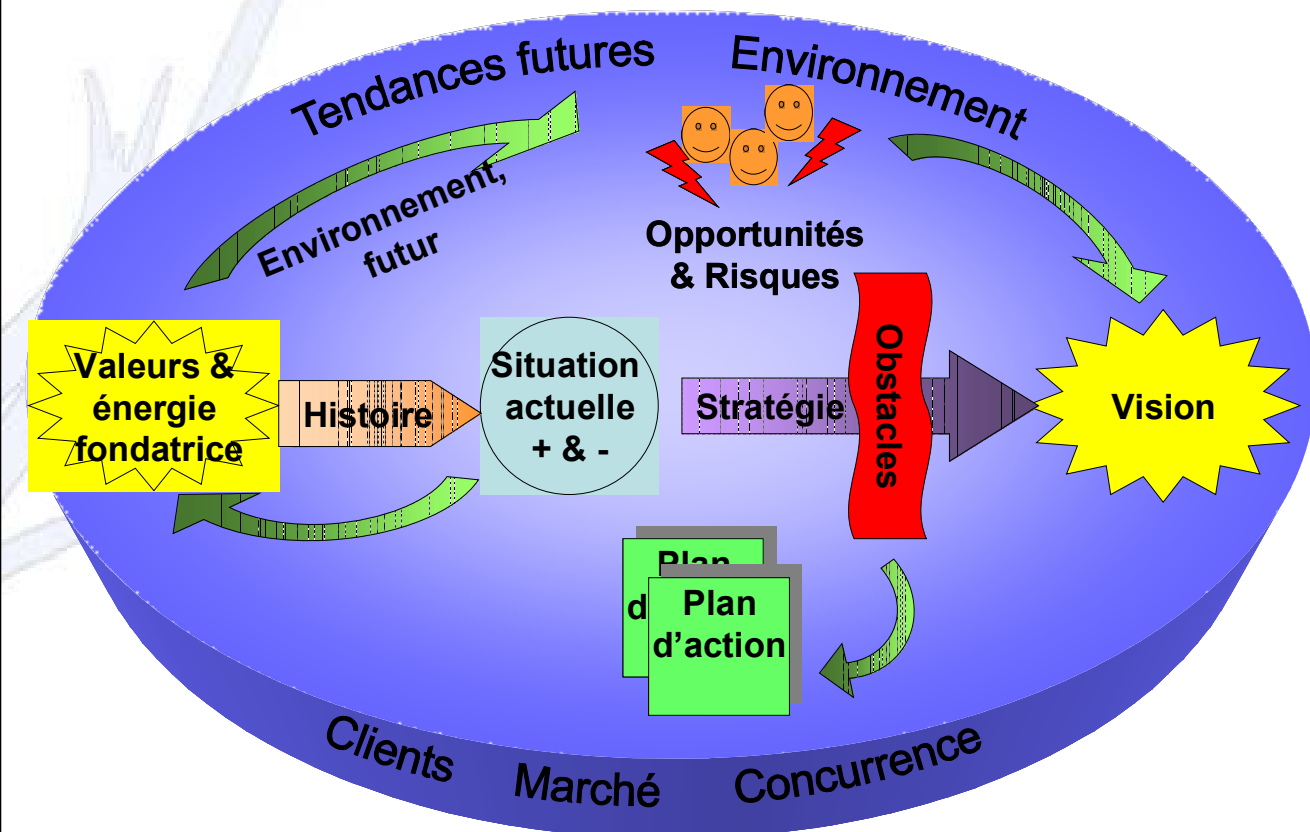 Tendances futures
Environnement
Environnement,
futur
Opportunités
& Risques
Valeurs &
énergie
fondatrice
Histoire
Situation
actuelle
+ & -
Stratégie
Obstacles
Vision
Plan
d
Plan
d’action
Clients
Marché
Concurrence